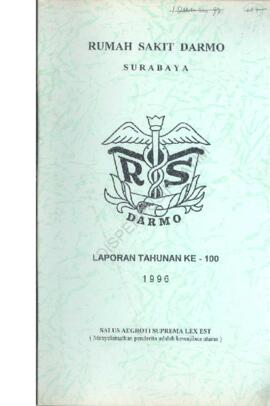 RUMAH SAKIT DARMO
SURABAYA
RS
DARMO
LAPORAN TAHUNAN KE - 100
1996
SALUS AEGROTI SUPREMA LEX EST
( Menyelamatkan penderita adalah kewajiban utama )